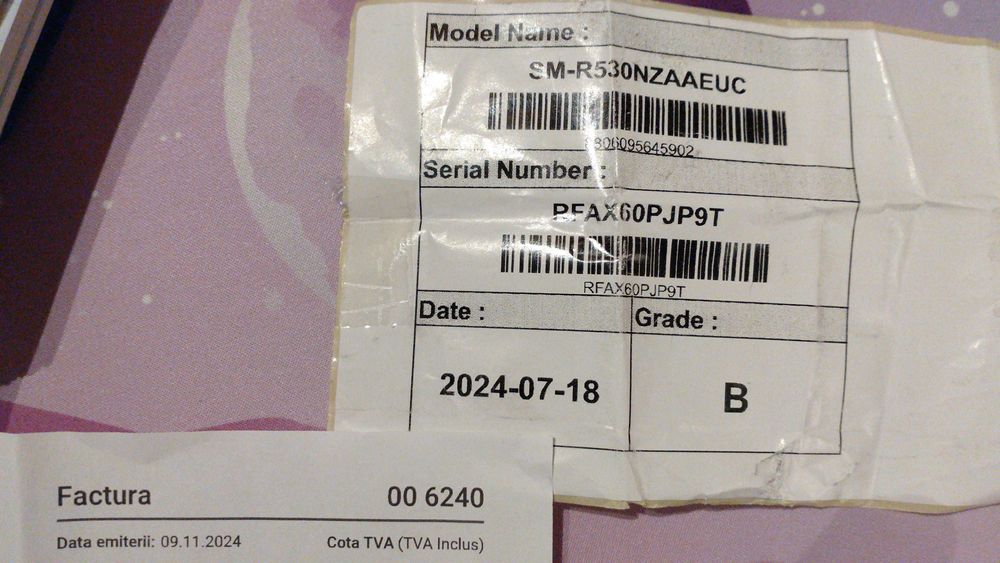 Model Name :
SM-R530NZAAEUC
8806095645902
Serial Number :
RFAX60PJP9T
RFAX60PJP9T
Date :
Grade :
2024-07-18
B
Factura
00 6240
Data emiterii: 09.11.2024
Cota TVA (TVA Inclus)